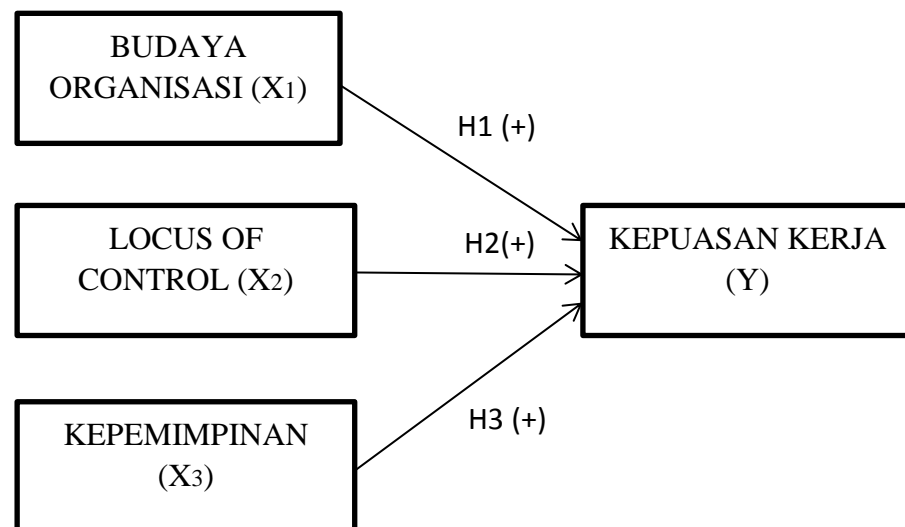 BUDAYA
ORGANISASI (X1)
H1 (+)
LOCUS OF
CONTROL (X2)
H2(+)
KEPUASAN KERJA
(Y)
H3 (+)
KEPEMIMPINAN
(X3)